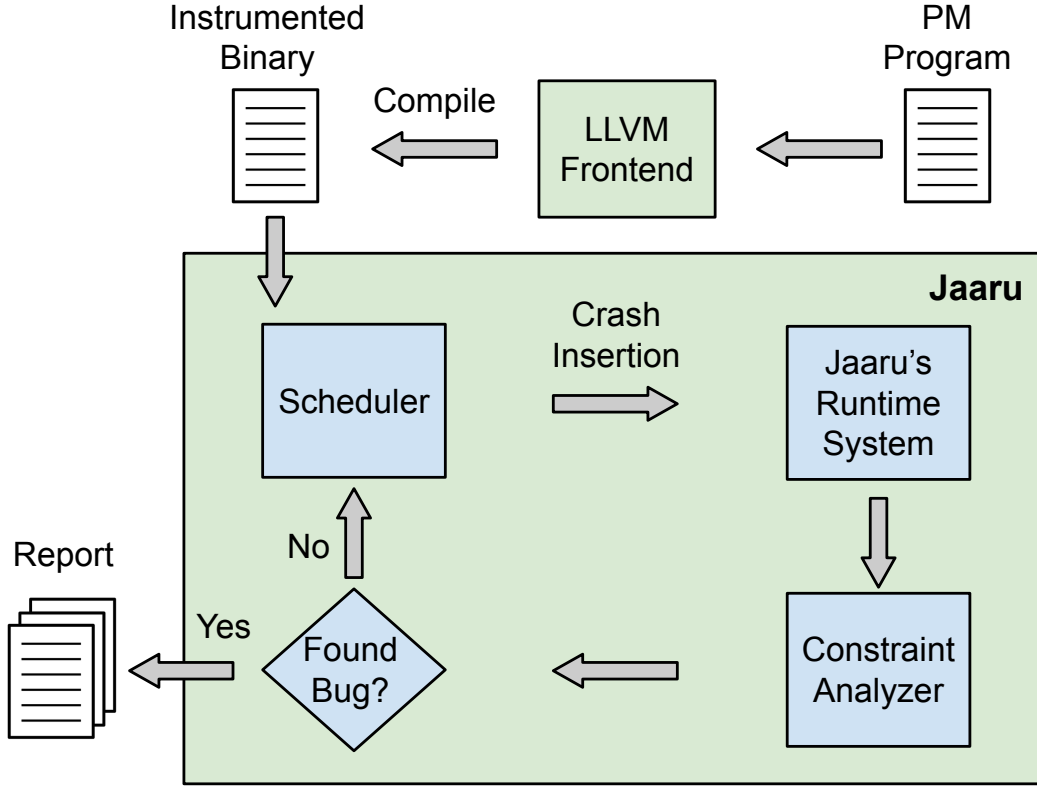 Instrumented
Binary
Compile
LLVM
Frontend
PM
Program
Jaaru
Scheduler
Crash
Insertion
Jaaru’s
Runtime
System
No
Report
Yes
Found
Bug?
Constraint
Analyzer